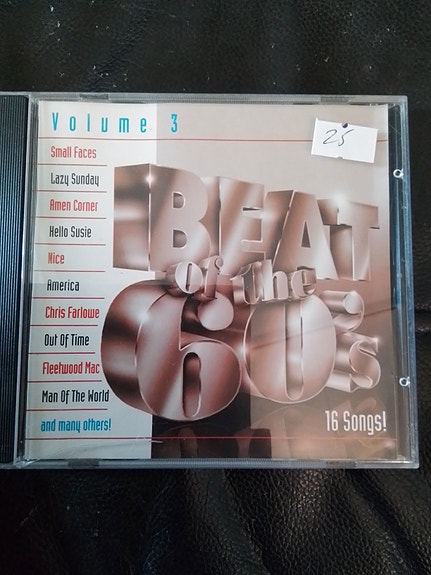 Volume 3
25
Small Faces
Lazy Sunday
Amen Corner
Hello Susie
Nice
America
Chris Farlowe
Out Of Time
Fleetwood Mac
Man Of The World
and many others!
BEAT
of the
60's
16 Songs!